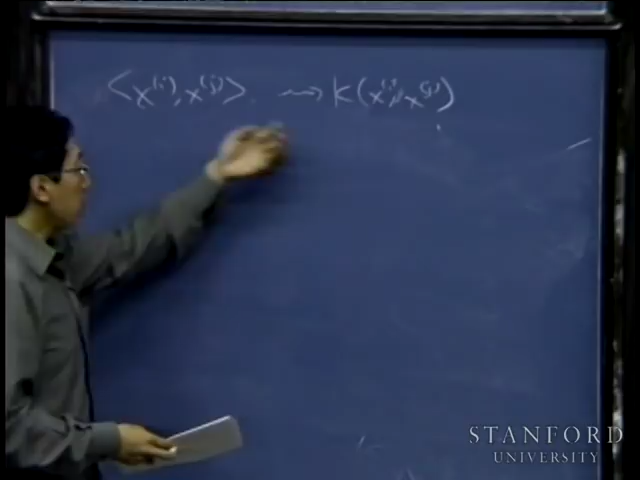 <x⁽ⁱ⁾, x⁽ʲ⁾> ⇝ K(x⁽ⁱ⁾, x⁽ʲ⁾)
STANFORD
UNIVERSITY